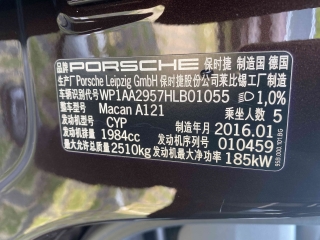 品牌 PORSCHE 保时捷 制造国 德国
生产厂 Porsche Leipzig GmbH 保时捷股份公司莱比锡工厂制造
车辆识别代号 WP1AA2957HLB01055 1,0%
整车型号 Macan A121 乘坐人数 5
发动机型号 CYP 制造年月 2016.01
发动机排量 1984cc 发动机序列号 010459
最大允许总质量 2510kg 发动机最大净功率 185kW